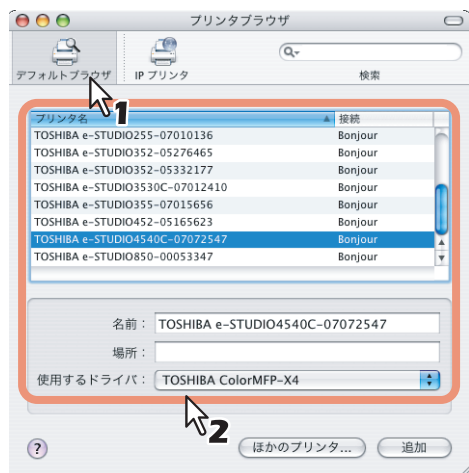 プリンタブラウザ
デフォルトブラウザ IP プリンタ 検索
1
プリンタ名 接続
TOSHIBA e-STUDIO255-07010136 Bonjour
TOSHIBA e-STUDIO352-05276465 Bonjour
TOSHIBA e-STUDIO352-05332177 Bonjour
TOSHIBA e-STUDIO3530C-07012410 Bonjour
TOSHIBA e-STUDIO355-07015656 Bonjour
TOSHIBA e-STUDIO452-05165623 Bonjour
TOSHIBA e-STUDIO4540C-07072547 Bonjour
TOSHIBA e-STUDIO850-00053347 Bonjour
名前： TOSHIBA e-STUDIO4540C-07072547
場所：
使用するドライバ： TOSHIBA ColorMFP-X4
2
? ほかのプリンタ... 追加